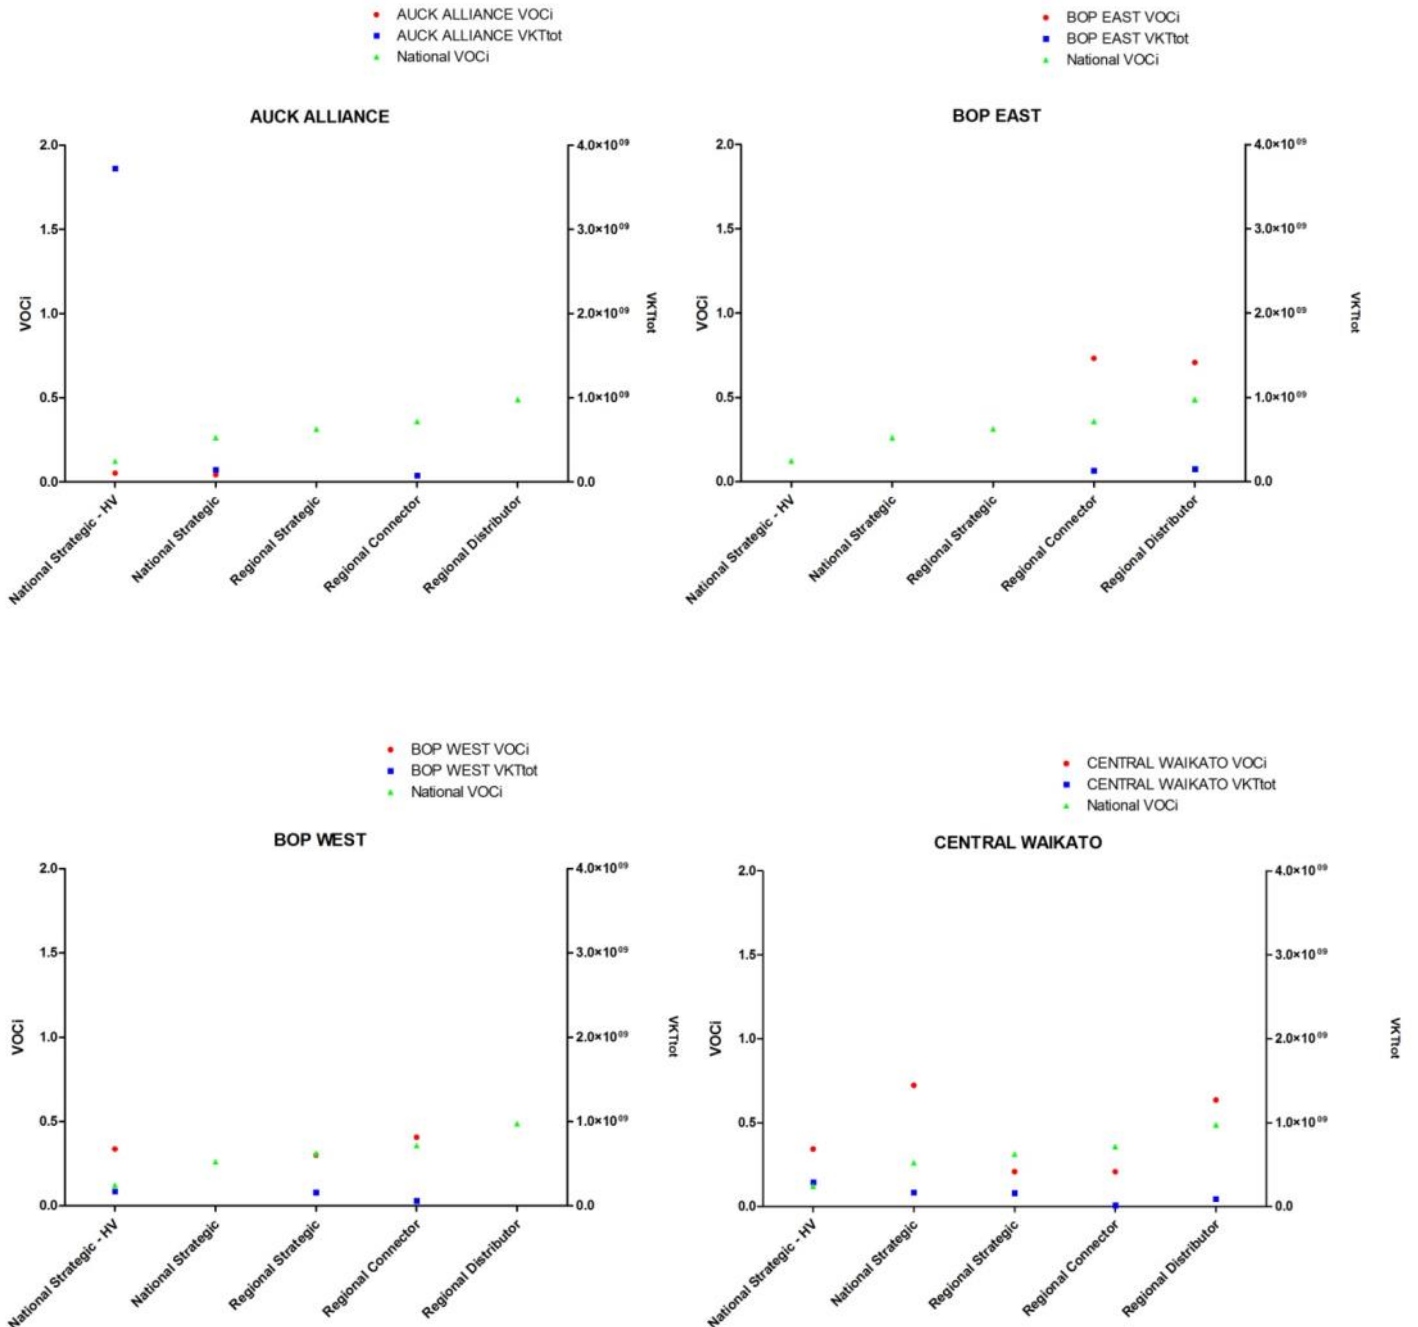 AUCK ALLIANCE VOCi
AUCK ALLIANCE VKTtot
National VOCi
AUCK ALLIANCE
2.0
1.5
1.0
0.5
0.0
VOCi
4.0×10⁰⁹
3.0×10⁰⁹
2.0×10⁰⁹
1.0×10⁰⁹
0.0
VKTtot
National Strategic - HV
National Strategic
Regional Strategic
Regional Connector
Regional Distributor
BOP EAST VOCi
BOP EAST VKTtot
National VOCi
BOP EAST
2.0
1.5
1.0
0.5
0.0
VOCi
4.0×10⁰⁹
3.0×10⁰⁹
2.0×10⁰⁹
1.0×10⁰⁹
0.0
VKTtot
National Strategic - HV
National Strategic
Regional Strategic
Regional Connector
Regional Distributor
BOP WEST VOCi
BOP WEST VKTtot
National VOCi
BOP WEST
2.0
1.5
1.0
0.5
0.0
VOCi
4.0×10⁰⁹
3.0×10⁰⁹
2.0×10⁰⁹
1.0×10⁰⁹
0.0
VKTtot
National Strategic - HV
National Strategic
Regional Strategic
Regional Connector
Regional Distributor
CENTRAL WAIKATO VOCi
CENTRAL WAIKATO VKTtot
National VOCi
CENTRAL WAIKATO
2.0
1.5
1.0
0.5
0.0
VOCi
4.0×10⁰⁹
3.0×10⁰⁹
2.0×10⁰⁹
1.0×10⁰⁹
0.0
VKTtot
National Strategic - HV
National Strategic
Regional Strategic
Regional Connector
Regional Distributor